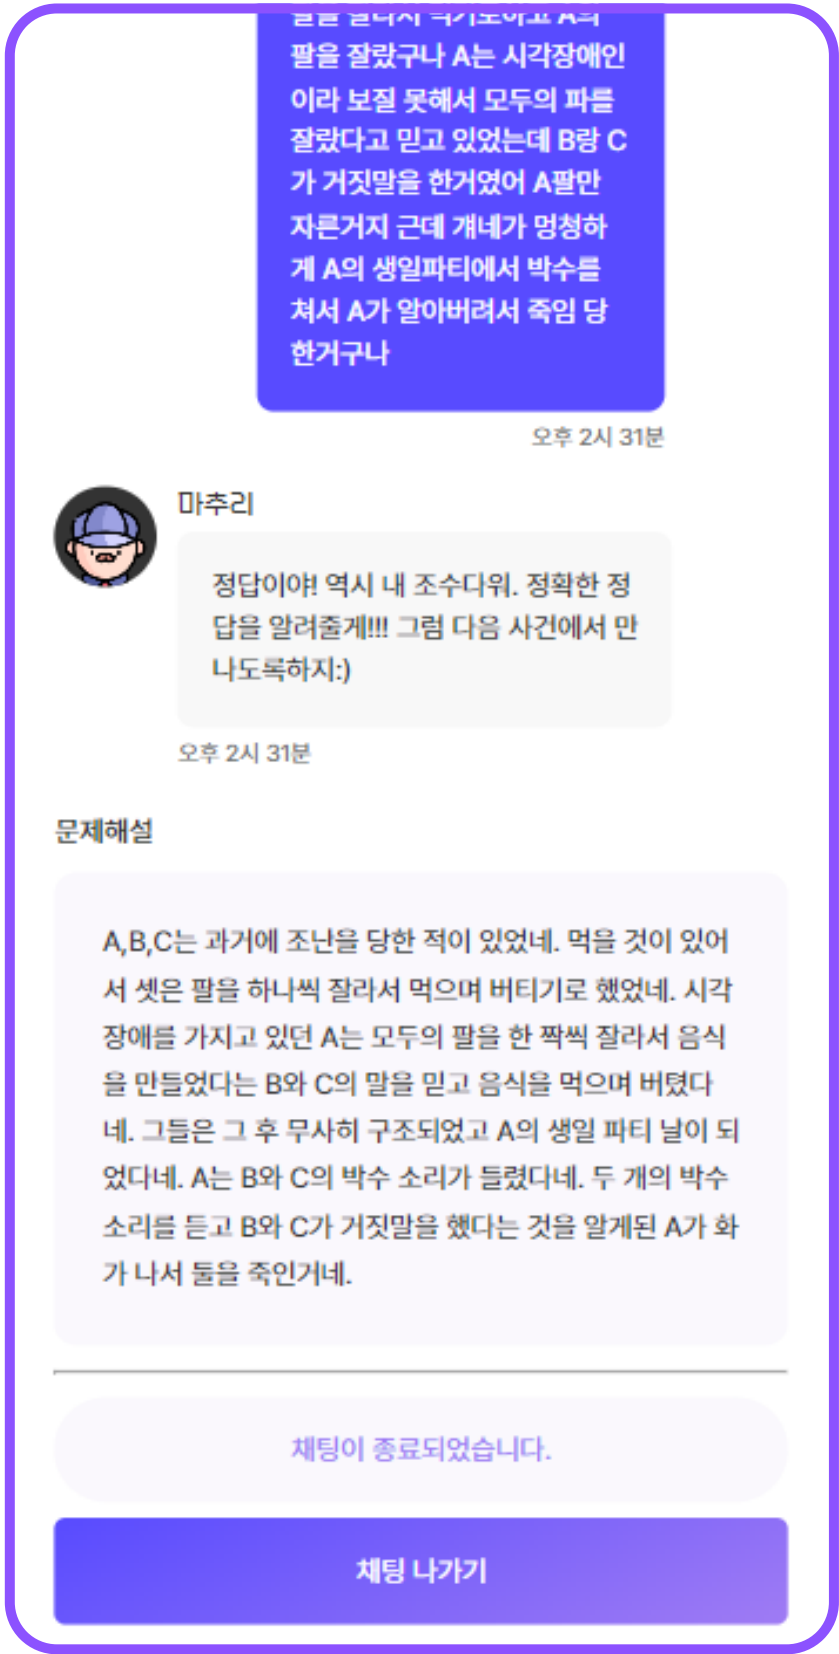 팔을 잘라서 먹기로하고 A의
팔을 잘랐구나 A는 시각장애인
이라 보질 못해서 모두의 파를
잘랐다고 믿고 있었는데 B랑 C
가 거짓말을 한거였어 A팔만
자른거지 근데 걔네가 멍청하
게 A의 생일파티에서 박수를
쳐서 A가 알아버려서 죽임 당
한거구나
오후 2시 31분
마추리
정답이야! 역시 내 조수다워. 정확한 정
답을 알려줄게!!! 그럼 다음 사건에서 만
나도록하지:)
오후 2시 31분
문제해설
A,B,C는 과거에 조난을 당한 적이 있었네. 먹을 것이 있어
서 셋은 팔을 하나씩 잘라서 먹으며 버티기로 했었네. 시각
장애를 가지고 있던 A는 모두의 팔을 한 짝씩 잘라서 음식
을 만들었다는 B와 C의 말을 믿고 음식을 먹으며 버텼다
네. 그들은 그 후 무사히 구조되었고 A의 생일 파티 날이 되
었다네. A는 B와 C의 박수 소리가 들렸다네. 두 개의 박수
소리를 듣고 B와 C가 거짓말을 했다는 것을 알게된 A가 화
가 나서 둘을 죽인거네.
채팅이 종료되었습니다.
채팅 나가기